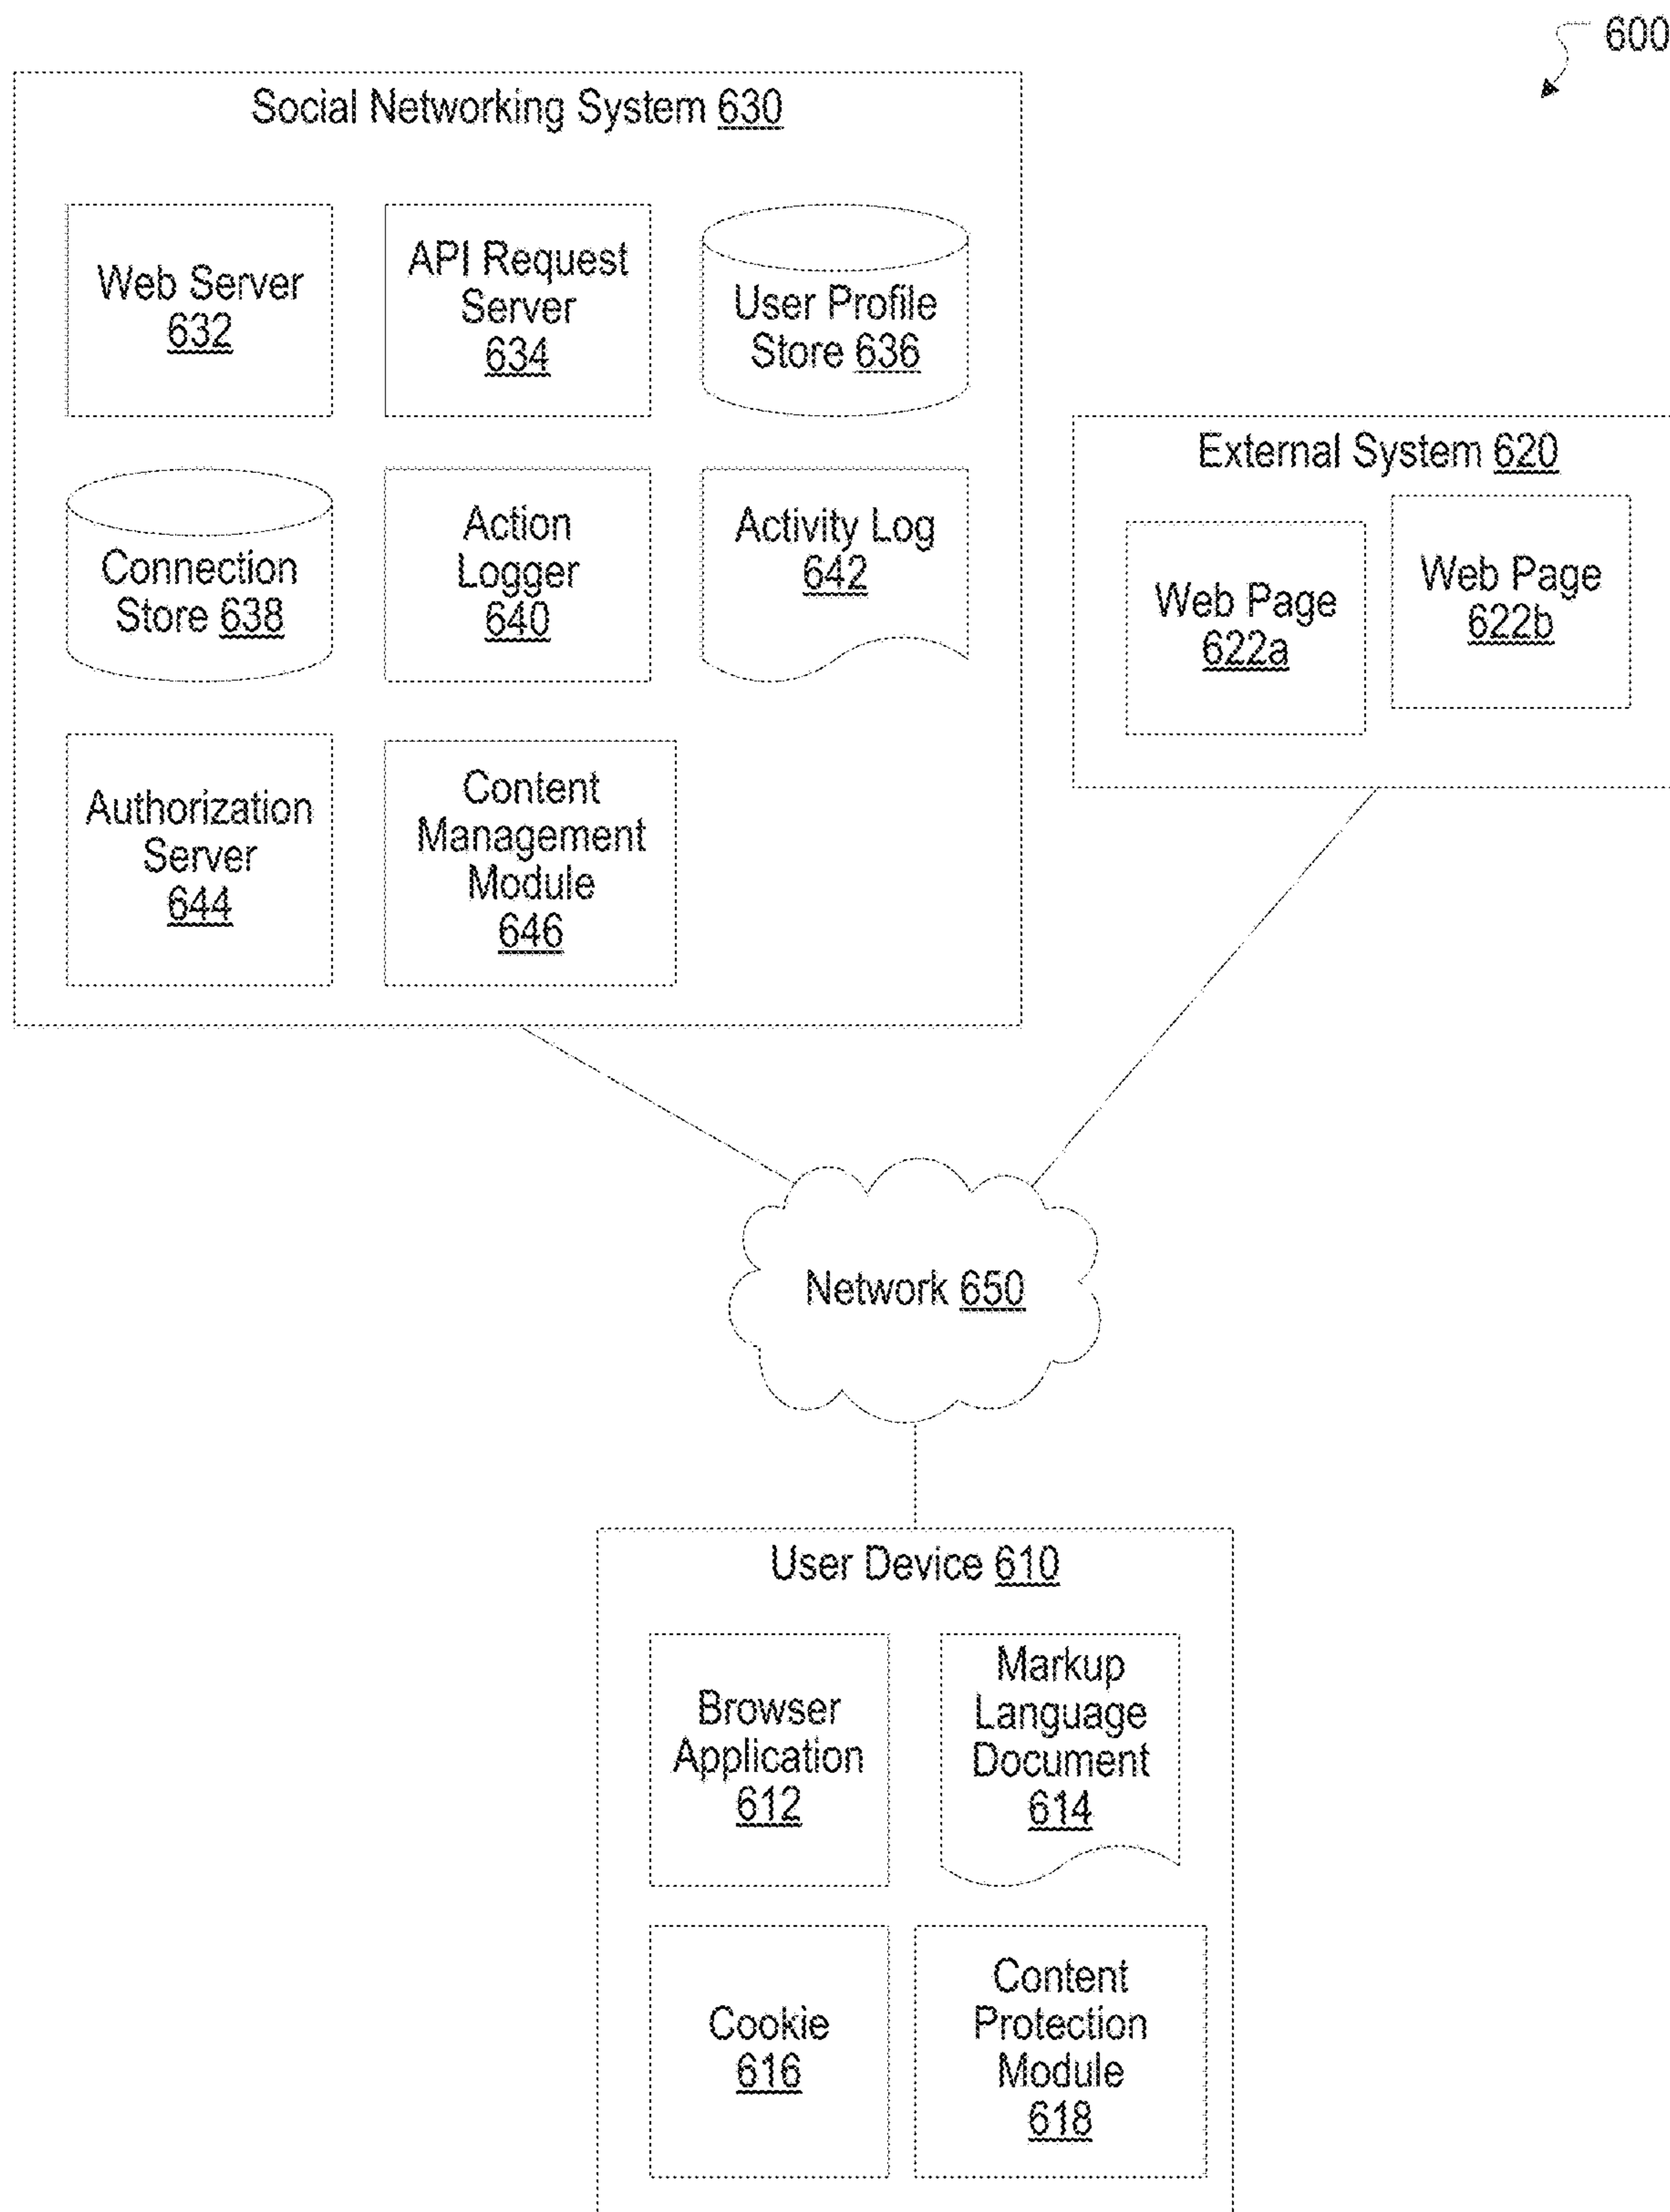 600
Social Networking System 630
Web Server
632
API Request
Server
634
User Profile
Store 636
Connection
Store 638
Action
Logger
640
Activity Log
642
Authorization
Server
644
Content
Management
Module
646
External System 620
Web Page
622a
Web Page
622b
Network 650
User Device 610
Browser
Application
612
Markup
Language
Document
614
Cookie
616
Content
Protection
Module
618